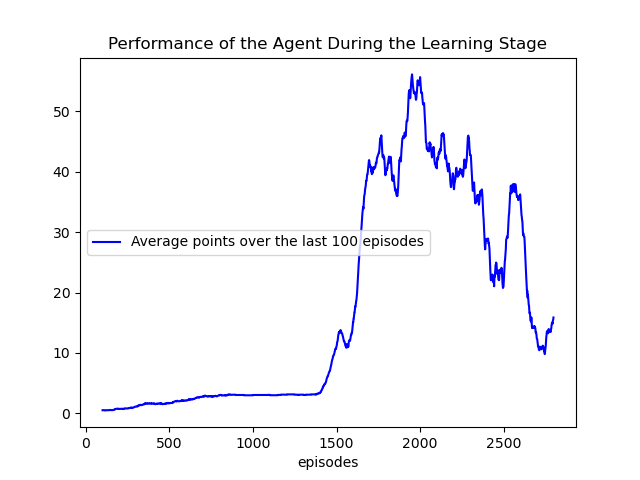 Performance of the Agent During the Learning Stage
50
40
30
Average points over the last 100 episodes
20
10
0
0 500 1000 1500 2000 2500
episodes